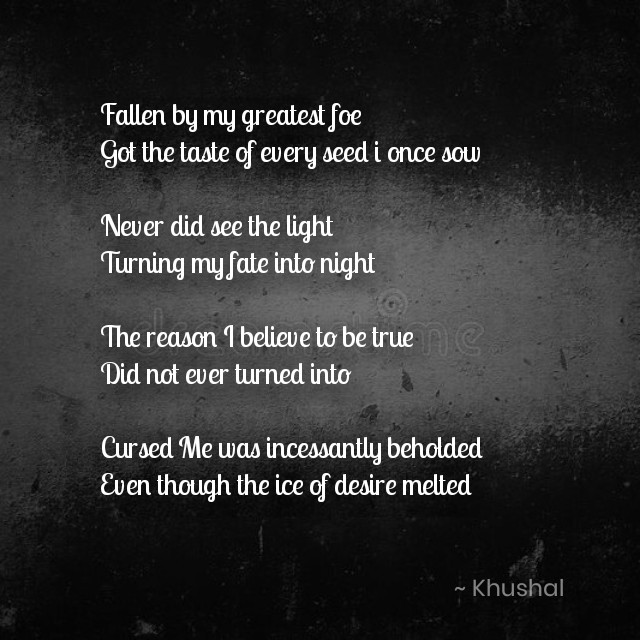 Fallen by my greatest foe
Got the taste of every seed i once sow
Never did see the light
Turning my fate into night
The reason I believe to be true
Did not ever turned into
Cursed Me was incessantly beholded
Even though the ice of desire melted
~ Khushal
dreamstime